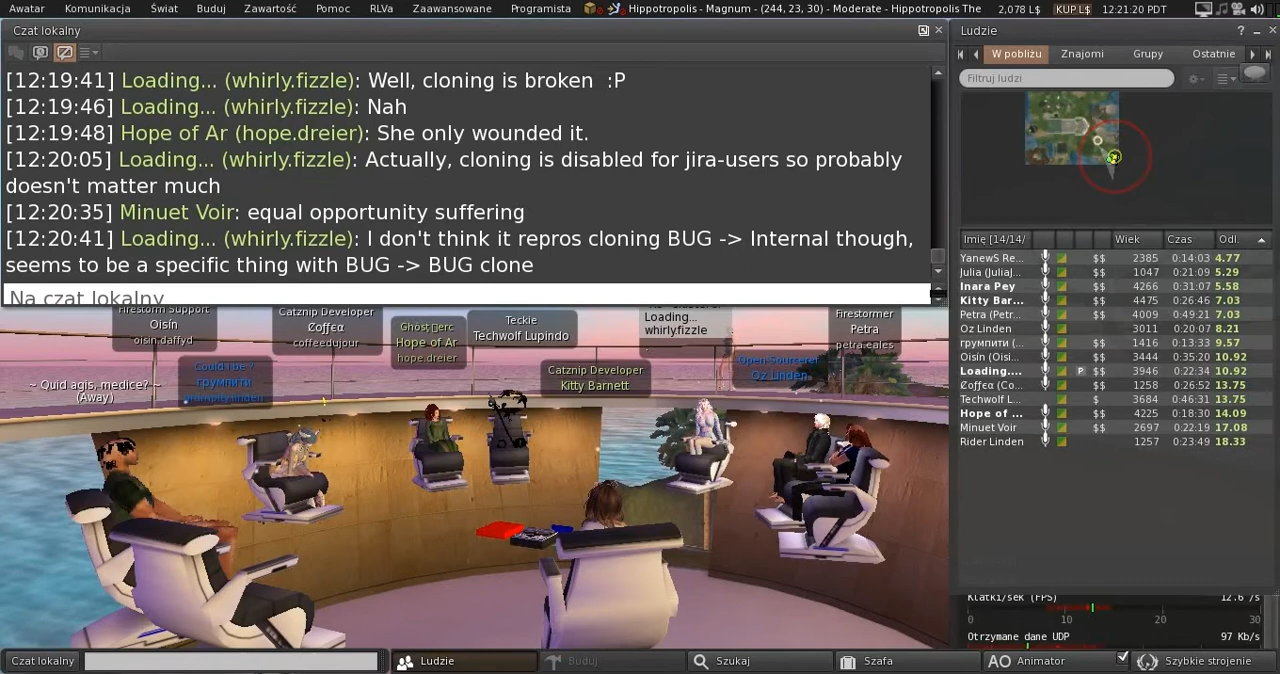 Awatar Komunikacja Świat Buduj Zawartość Pomoc RLVa Zaawansowane Programista Hippotropolis - Magnum - (244, 23, 30) - Moderate - Hippotropolis The 2,078 L$ KUP L$ 12:21:20 PDT
Czat lokalny
[12:19:41] Loading... (whirly.fizzle): Well, cloning is broken :P
[12:19:46] Loading... (whirly.fizzle): Nah
[12:19:48] Hope of Ar (hope.dreier): She only wounded it.
[12:20:05] Loading... (whirly.fizzle): Actually, cloning is disabled for jira-users so probably
doesn't matter much
[12:20:35] Minuet Voir: equal opportunity suffering
[12:20:41] Loading... (whirly.fizzle): I don't think it repros cloning BUG -> Internal though,
seems to be a specific thing with BUG -> BUG clone
Na czat lokalny
Firestorm Support
Oisín
oisin.daffyd
Catznip Developer
Coffee
coffeedujour
Hope of Ar
hope.dreier
Teckie
Techwolf Lupindo
Loading...
whirly.fizzle
Firestormer
Petra
petra.eales
Could I be ?
грумпити
Catznip Developer
Kitty Barnett
Open Sourcerer
Oz Linden
~ Quid agis, medice? ~
(Away)
Ludzie
W pobliżu Znajomi Grupy Ostatnie
Filtruj ludzi
Imię [14/14/ Wiek Czas Odl.
YanewS Re... $$ 2385 0:14:03 4.77
Julia (JuliaJ... $$ 1047 0:21:09 5.29
Inara Pey $$ 4266 0:31:07 5.58
Kitty Bar... $$ 4475 0:26:46 7.03
Petra (Petr... $$ 4009 0:49:21 7.03
Oz Linden 3011 0:20:07 8.21
грумпити (... $$ 1416 0:13:33 9.57
Oisín (Oisi... $$ 3444 0:35:20 10.92
Loading.... P $$ 3946 0:22:34 10.92
$$ 1258 0:26:52 13.75
Techwolf L... $ 3684 0:46:31 13.75
Hope of ... $$ 4225 0:18:30 14.09
Minuet Voir $$ 2697 0:22:19 17.08
Rider Linden 1257 0:23:49 18.33
Klatki/sek (FPS) 12.6 /s
0 10 20 30
Otrzymane dane UDP 97 Kb/s
Czat lokalny Ludzie Buduj Szukaj Szafa AO Animator Szybkie strojenie